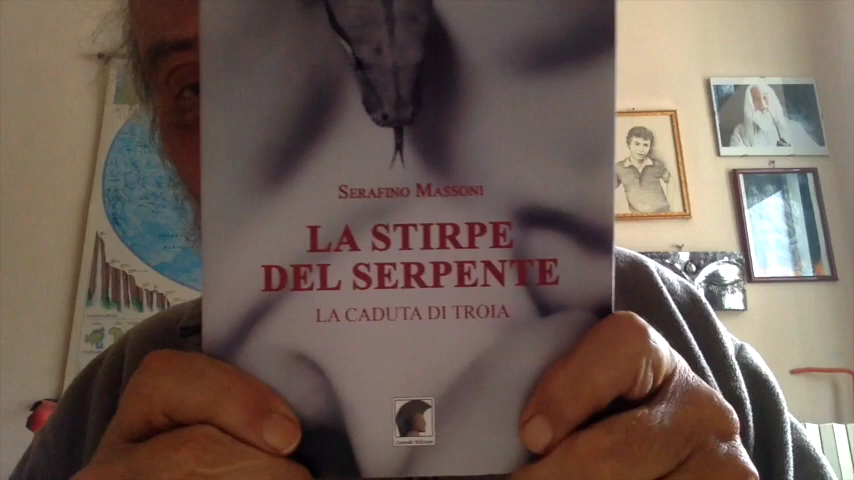 SERAFINO MASSONI
LA STIRPE
DEL SERPENTE
LA CADUTA DI TROIA